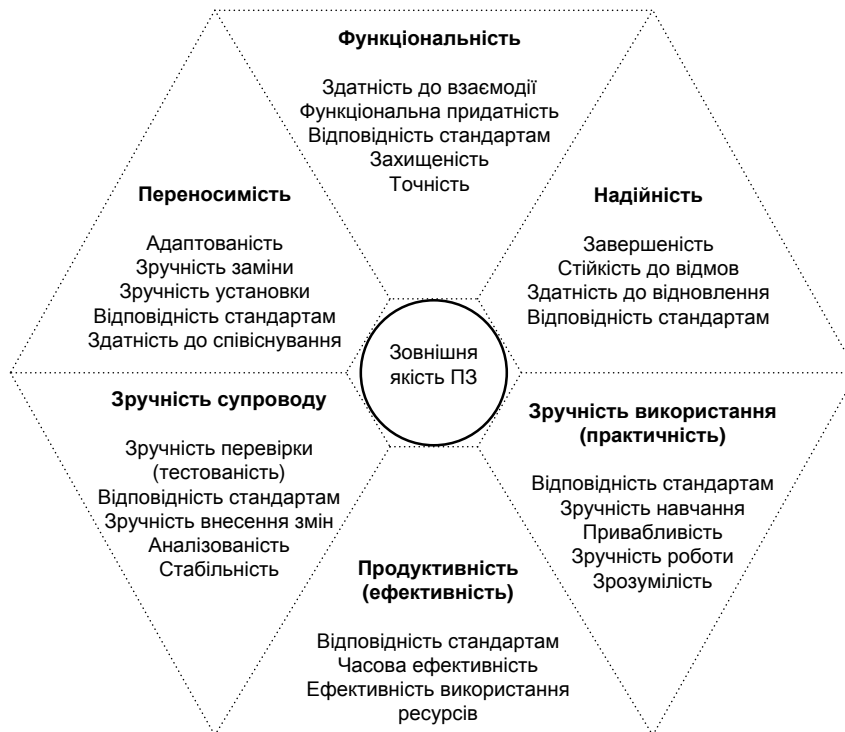 Функціональність
Здатність до взаємодії
Функціональна придатність
Відповідність стандартам
Захищеність
Точність
Переносимість
Адаптованість
Зручність заміни
Зручність установки
Відповідність стандартам
Здатність до співіснування
Надійність
Завершеність
Стійкість до відмов
Здатність до відновлення
Відповідність стандартам
Зовнішня
якість ПЗ
Зручність супроводу
Зручність перевірки
(тестованість)
Відповідність стандартам
Зручність внесення змін
Аналізованість
Стабільність
Зручність використання
(практичність)
Відповідність стандартам
Зручність навчання
Привабливість
Зручність роботи
Зрозумілість
Продуктивність
(ефективність)
Відповідність стандартам
Часова ефективність
Ефективність використання
ресурсів